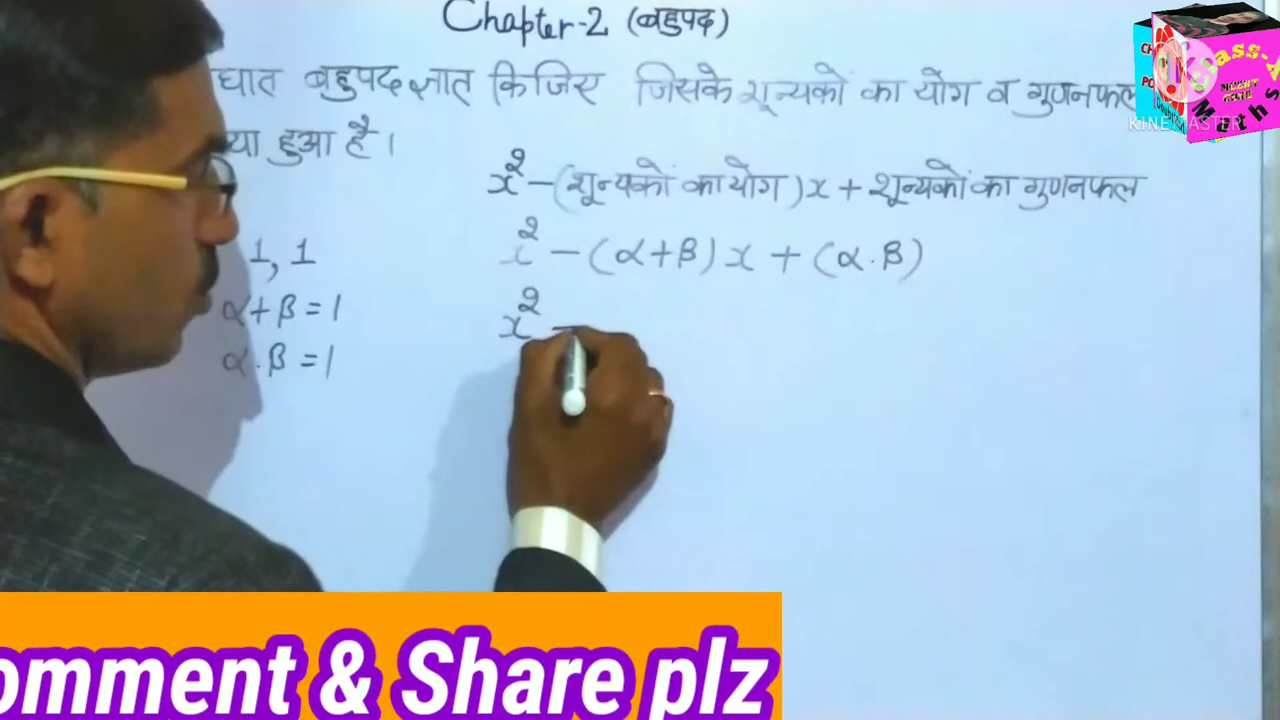 Chapter-2 (बहुपद)
घात बहुपद ज्ञात किजिए जिसके शून्यकों का योग व गुणनफल
या हुआ है।
x² - (शून्यकों का योग)x + शून्यकों का गुणनफल
1, 1
x² - (α+β)x + (α.β)
α+β = 1
x² -
α.β = 1
KINEMASTER
omment & Share plz